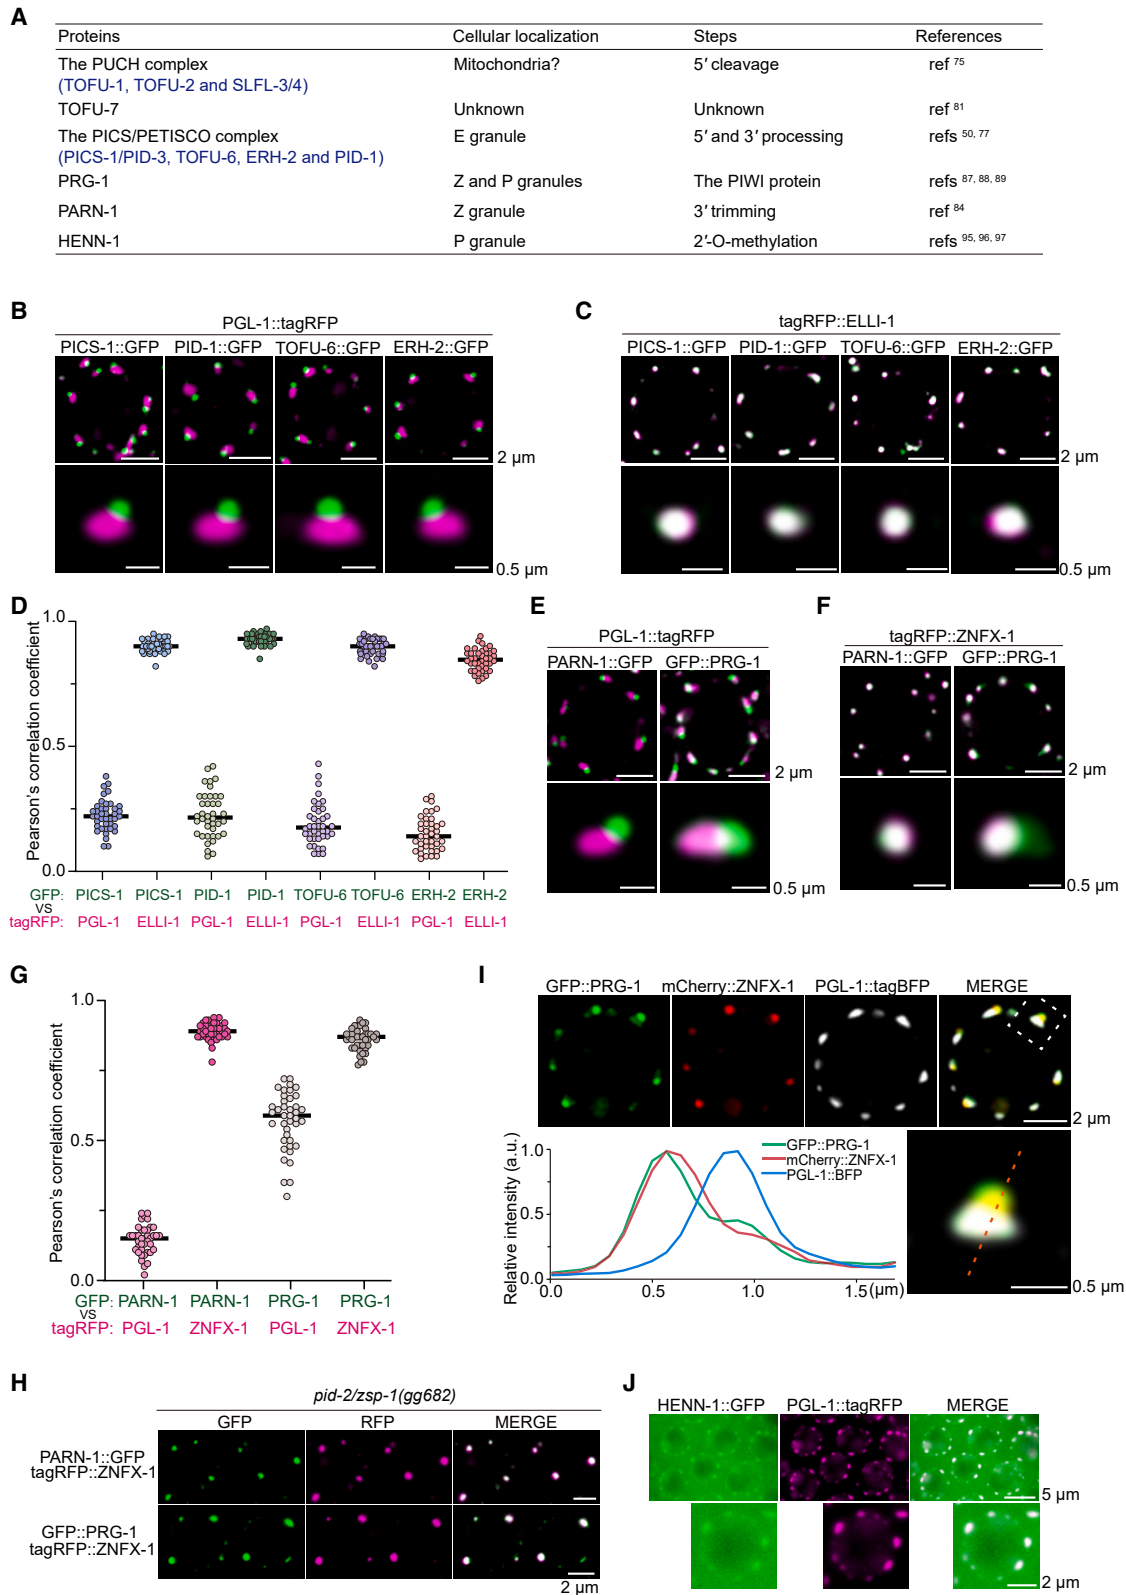 A
Proteins Cellular localization Steps References
The PUCH complex Mitochondria? 5′ cleavage ref 75
(TOFU-1, TOFU-2 and SLFL-3/4)
TOFU-7 Unknown Unknown ref 81
The PICS/PETISCO complex E granule 5′ and 3′ processing refs 50, 77
(PICS-1/PID-3, TOFU-6, ERH-2 and PID-1)
PRG-1 Z and P granules The PIWI protein refs 87, 88, 89
PARN-1 Z granule 3′ trimming ref 84
HENN-1 P granule 2′-O-methylation refs 95, 96, 97
B
PGL-1::tagRFP
PICS-1::GFP PID-1::GFP TOFU-6::GFP ERH-2::GFP
2 µm
0.5 µm
C
tagRFP::ELLI-1
PICS-1::GFP PID-1::GFP TOFU-6::GFP ERH-2::GFP
2 µm
0.5 µm
D
Pearson's correlation coefficient
1.0
0.5
0.0
GFP: PICS-1 PICS-1 PID-1 PID-1 TOFU-6 TOFU-6 ERH-2 ERH-2
VS
tagRFP: PGL-1 ELLI-1 PGL-1 ELLI-1 PGL-1 ELLI-1 PGL-1 ELLI-1
E
PGL-1::tagRFP
PARN-1::GFP GFP::PRG-1
2 µm
0.5 µm
F
tagRFP::ZNFX-1
PARN-1::GFP GFP::PRG-1
2 µm
0.5 µm
G
Pearson's correlation coefficient
1.0
0.5
0.0
GFP: PARN-1 PARN-1 PRG-1 PRG-1
VS
tagRFP: PGL-1 ZNFX-1 PGL-1 ZNFX-1
I
GFP::PRG-1 mCherry::ZNFX-1 PGL-1::tagBFP MERGE
2 µm
Relative intensity (a.u.)
1.0
0.5
0.0
0.0 0.5 1.0 1.5 (µm)
GFP::PRG-1
mCherry::ZNFX-1
PGL-1::BFP
0.5 µm
H
pid-2/zsp-1(gg682)
GFP RFP MERGE
PARN-1::GFP
tagRFP::ZNFX-1
GFP::PRG-1
tagRFP::ZNFX-1
2 µm
J
HENN-1::GFP PGL-1::tagRFP MERGE
5 µm
2 µm